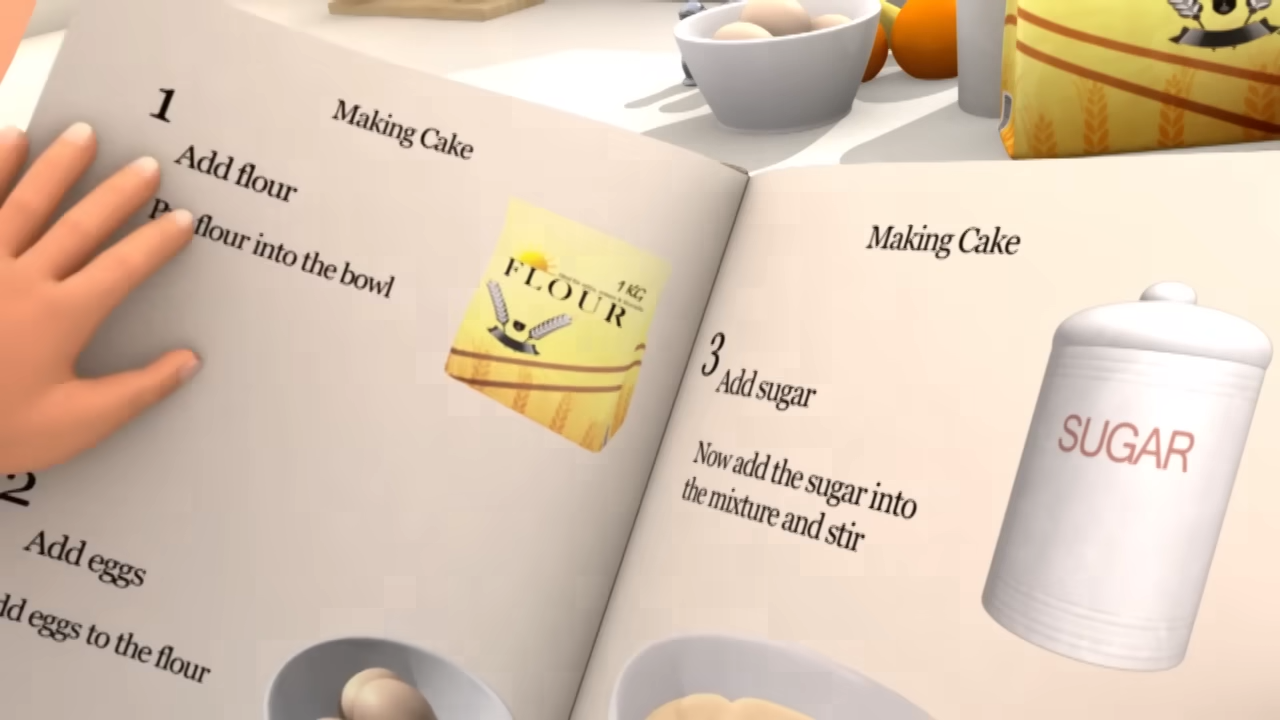 Making Cake
1
Add flour
flour into the bowl
FLOUR
1 KG
2
Add eggs
eggs to the flour
Making Cake
3
Add sugar
Now add the sugar into
the mixture and stir
SUGAR